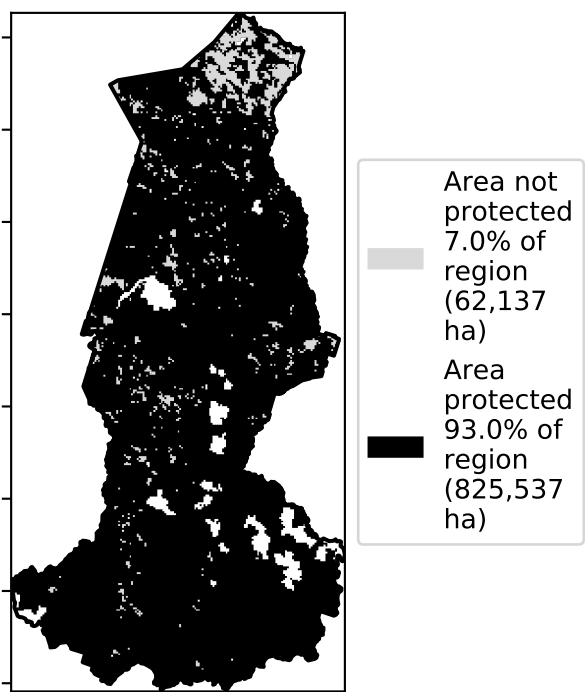 Area not
protected
7.0% of
region
(62,137
ha)
Area
protected
93.0% of
region
(825,537
ha)